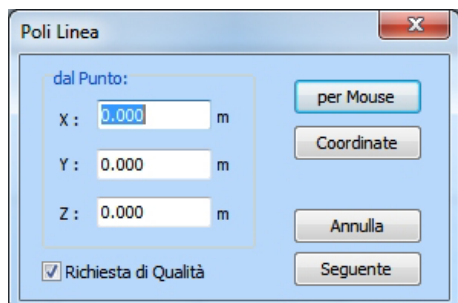 Poli Linea
dal Punto:
X : 0.000 m
Y : 0.000 m
Z : 0.000 m
Richiesta di Qualità
per Mouse
Coordinate
Annulla
Seguente